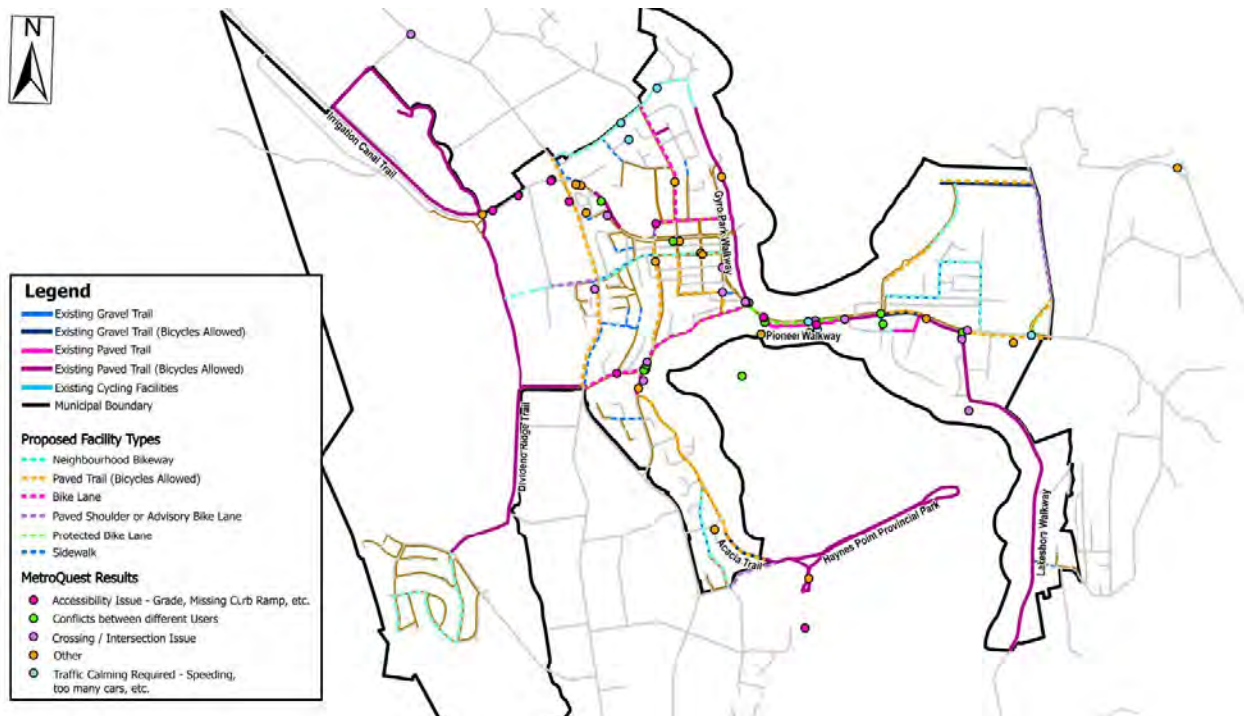 N
Irrigation Canal Trail
Gyro Park Walkway
Pioneer Walkway
Dividend Ridge Trail
Acacia Trail
Haynes Point Provincial Park
Lakeshore Walkway
Legend
Existing Gravel Trail
Existing Gravel Trail (Bicycles Allowed)
Existing Paved Trail
Existing Paved Trail (Bicycles Allowed)
Existing Cycling Facilities
Municipal Boundary
Proposed Facility Types
Neighbourhood Bikeway
Paved Trail (Bicycles Allowed)
Bike Lane
Paved Shoulder or Advisory Bike Lane
Protected Bike Lane
Sidewalk
MetroQuest Results
Accessibility Issue - Grade, Missing Curb Ramp, etc.
Conflicts between different Users
Crossing / Intersection Issue
Other
Traffic Calming Required - Speeding,
too many cars, etc.